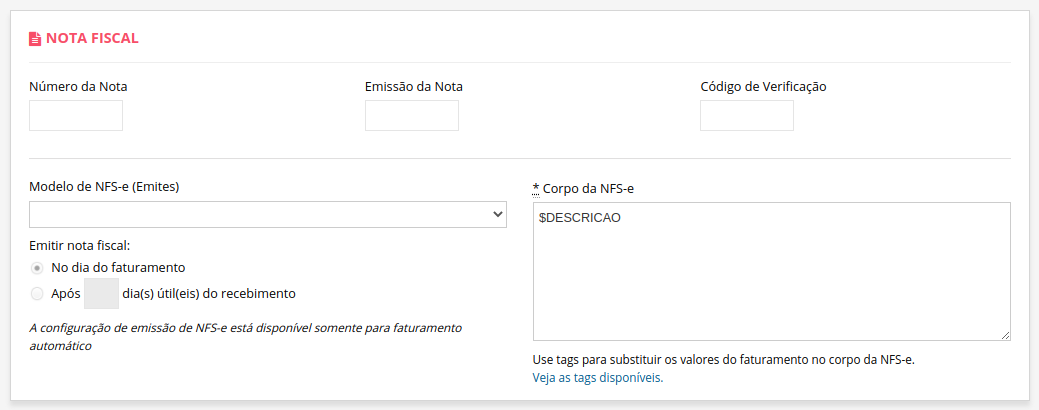 NOTA FISCAL
Número da Nota
Emissão da Nota
Código de Verificação
Modelo de NFS-e (Emites)
Emitir nota fiscal:
No dia do faturamento
Após dia(s) útil(eis) do recebimento
A configuração de emissão de NFS-e está disponível somente para faturamento
automático
* Corpo da NFS-e
$DESCRICAO
Use tags para substituir os valores do faturamento no corpo da NFS-e.
Veja as tags disponíveis.